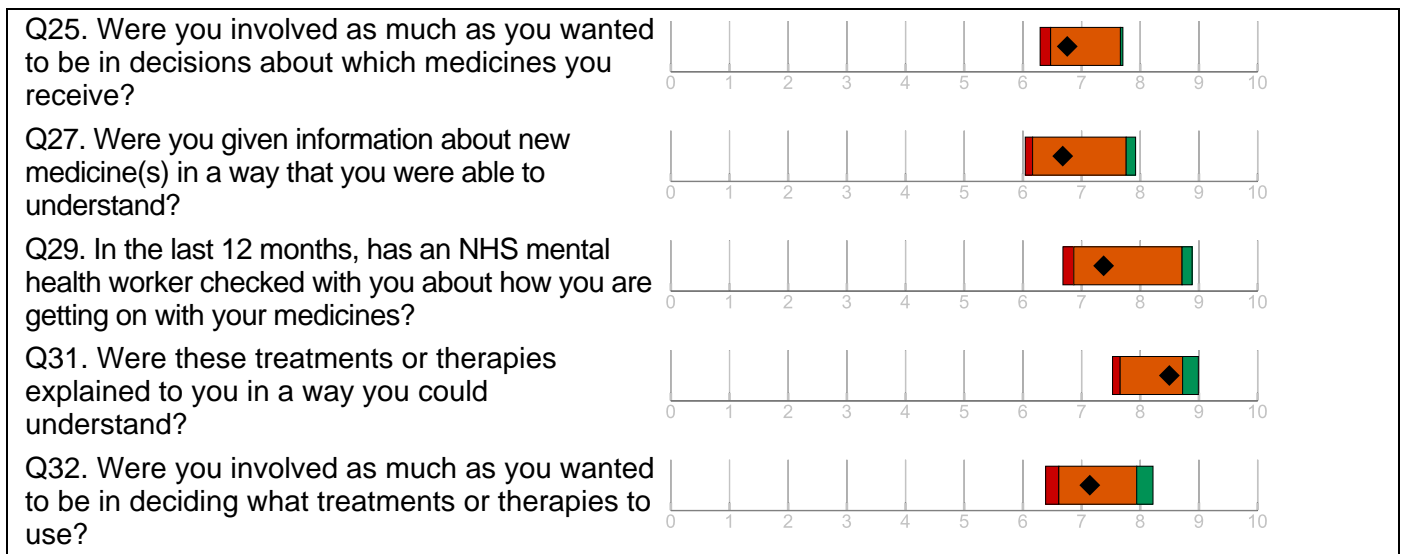 Q25. Were you involved as much as you wanted
to be in decisions about which medicines you
receive?
0 1 2 3 4 5 6 7 8 9 10
Q27. Were you given information about new
medicine(s) in a way that you were able to
understand?
0 1 2 3 4 5 6 7 8 9 10
Q29. In the last 12 months, has an NHS mental
health worker checked with you about how you are
getting on with your medicines?
0 1 2 3 4 5 6 7 8 9 10
Q31. Were these treatments or therapies
explained to you in a way you could
understand?
0 1 2 3 4 5 6 7 8 9 10
Q32. Were you involved as much as you wanted
to be in deciding what treatments or therapies to
use?
0 1 2 3 4 5 6 7 8 9 10